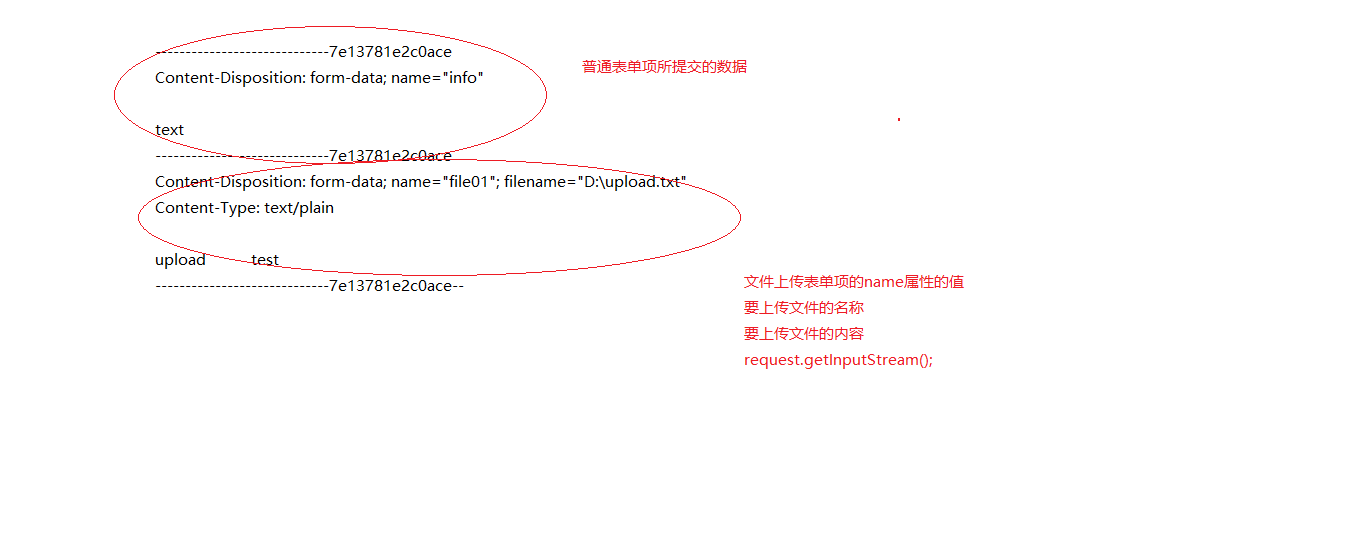 -----------------------------7e13781e2c0ace
普通表单项所提交的数据
Content-Disposition: form-data; name="info"

text
-----------------------------7e13781e2c0ace
Content-Disposition: form-data; name="file01"; filename="D:\upload.txt"
Content-Type: text/plain

upload test
-----------------------------7e13781e2c0ace--
文件上传表单项的name属性的值
要上传文件的名称
要上传文件的内容
request.getInputStream();